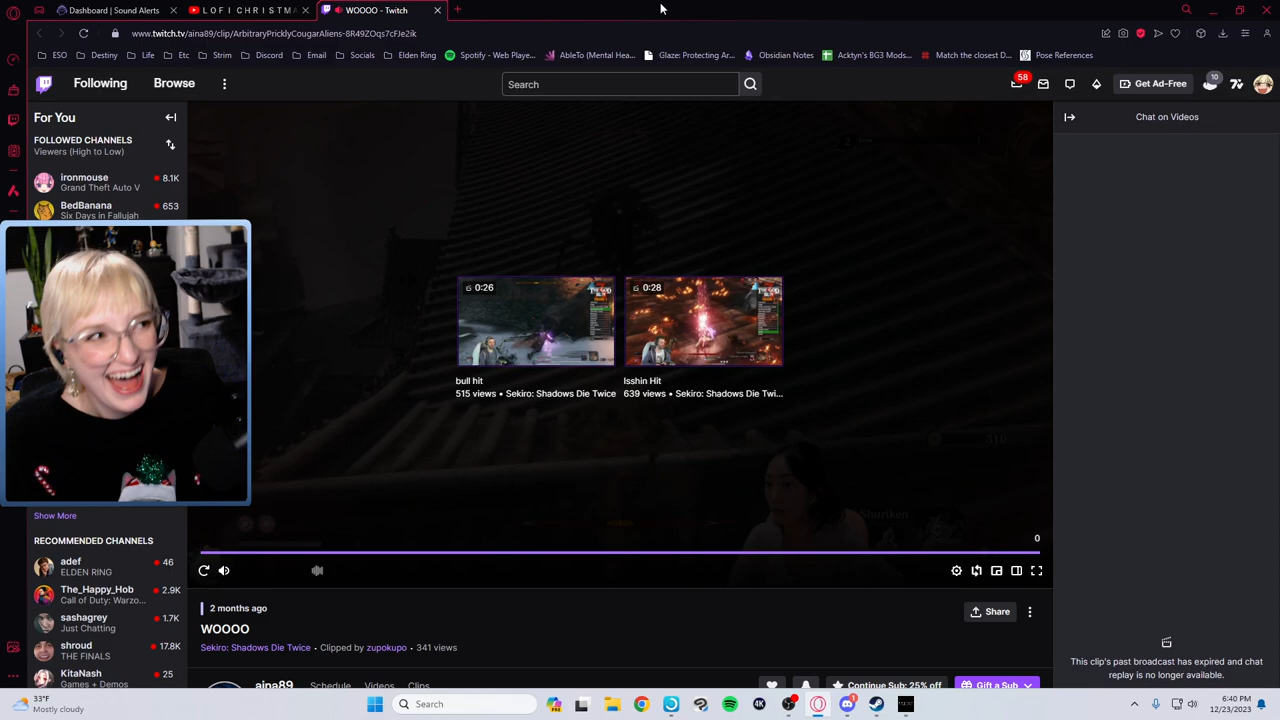 Dashboard | Sound Alerts
L O F I C H R I S T M
WOOOO - Twitch
www.twitch.tv/aina89/clip/ArbitraryPricklyCougarAliens-8R49ZOqs7cFJe2ik
ESO
Destiny
Life
Etc
Strim
Discord
Email
Socials
Elden Ring
Spotify - Web Playe...
AbleTo (Mental Hea...
Glaze: Protecting Ar...
Obsidian Notes
Acktyn's BG3 Mods...
Match the closest D...
Pose References
Following
Browse
Search
58
Get Ad-Free
10
For You
FOLLOWED CHANNELS
Viewers (High to Low)
ironmouse
8.1K
Grand Theft Auto V
BedBanana
653
Six Days in Fallujah
Show More
RECOMMENDED CHANNELS
adef
46
ELDEN RING
The_Happy_Hob
2.9K
Call of Duty: Warzo...
sashagrey
1.7K
Just Chatting
shroud
17.8K
THE FINALS
KitaNash
25
Games + Demos
0:26
0:28
bull hit
515 views • Sekiro: Shadows Die Twice
Isshin Hit
639 views • Sekiro: Shadows Die Twi...
310
Shuriken
0
2 months ago
WOOOO
Sekiro: Shadows Die Twice • Clipped by zupokupo • 341 views
Share
aina89
Schedule
Videos
Clips
Continue Sub: 25% off
Gift a Sub
Chat on Videos
This clip's past broadcast has expired and chat
replay is no longer available.
33°F
Mostly cloudy
Search
1
6:40 PM
12/23/2023